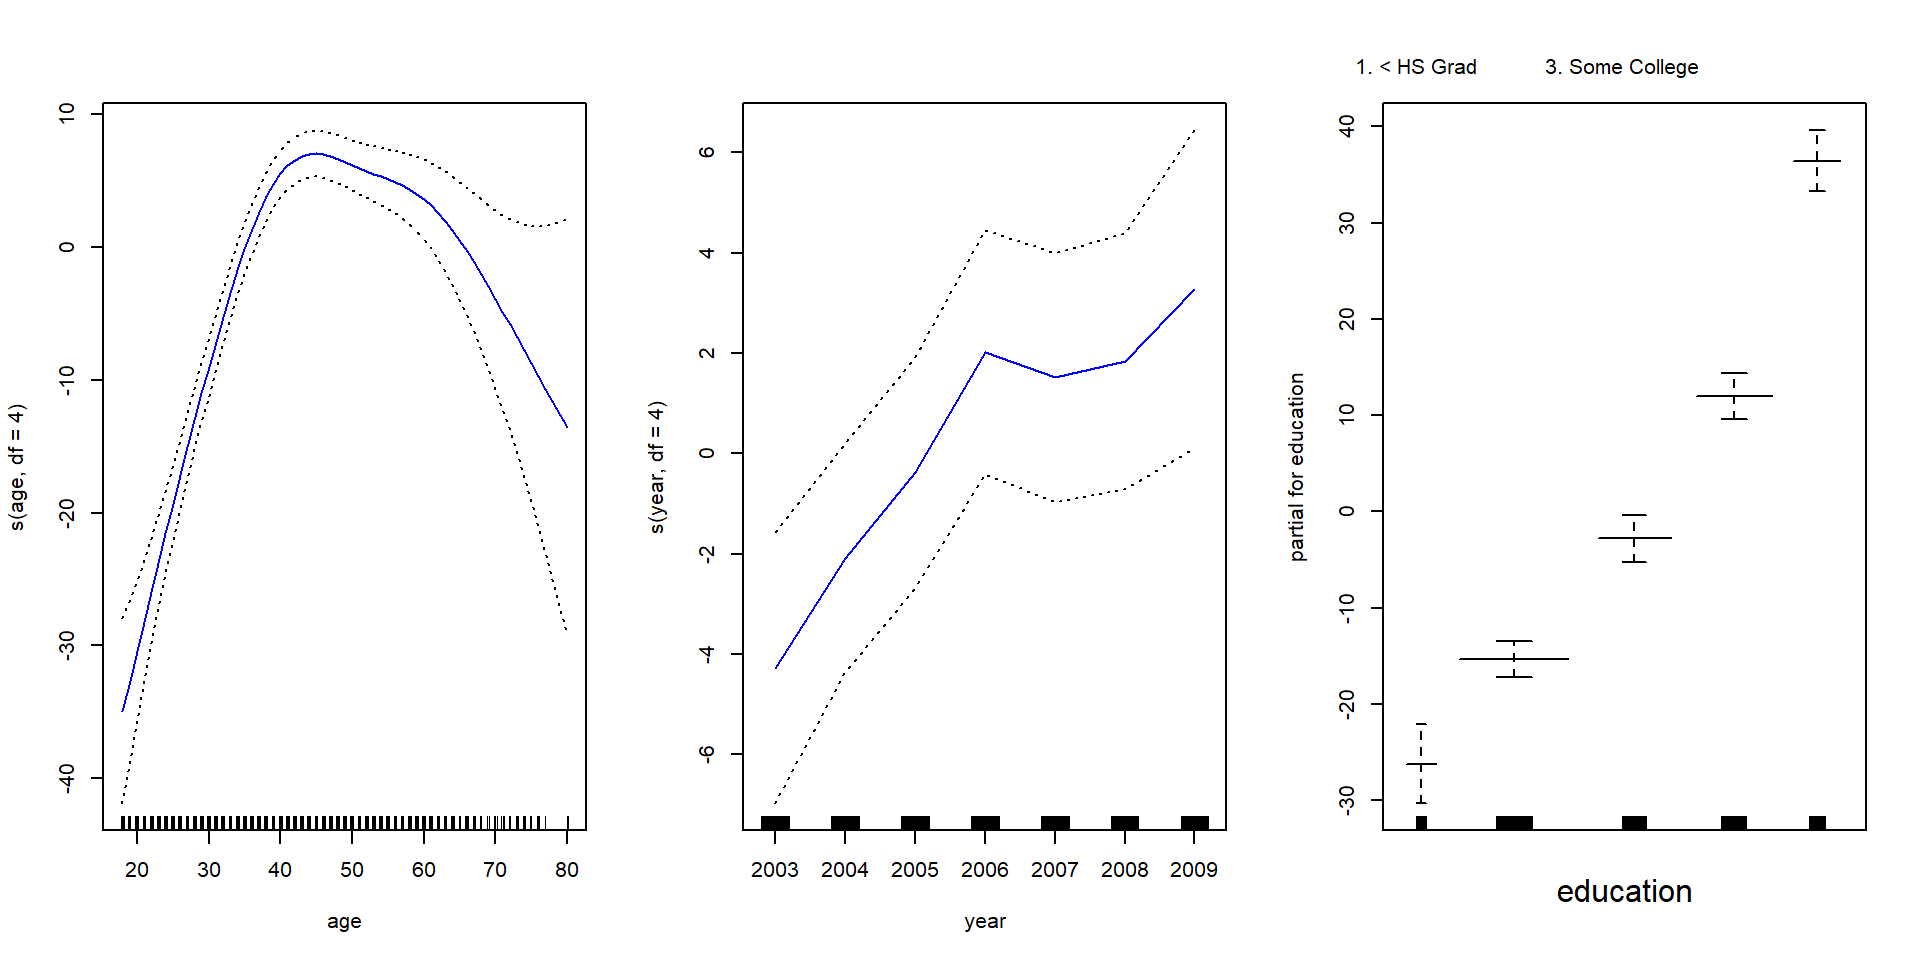 s(age, df = 4)
10
0
-10
-20
-30
-40
20 30 40 50 60 70 80
age
s(year, df = 4)
6
4
2
0
-2
-4
-6
2003 2004 2005 2006 2007 2008 2009
year
1. < HS Grad 3. Some College
partial for education
40
30
20
10
0
-10
-20
-30
education